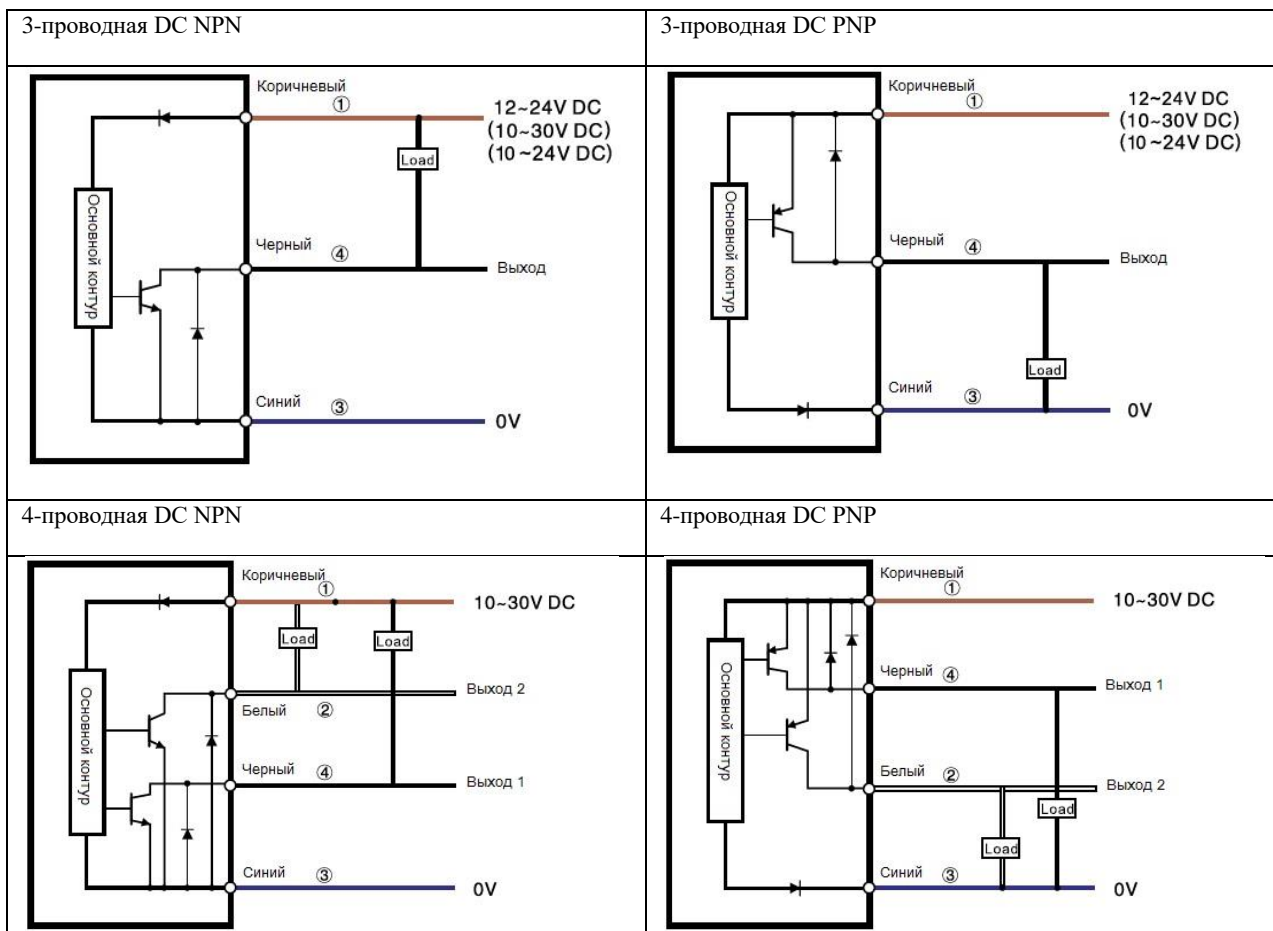 3-проводная DC NPN
3-проводная DC PNP
Коричневый
①
12~24V DC
(10~30V DC)
(10~24V DC)
Load
Основной контур
Черный ④
Выход
Синий ③
0V
Коричневый
①
12~24V DC
(10~30V DC)
(10~24V DC)
Основной контур
Черный ④
Выход
Load
Синий ③
0V
4-проводная DC NPN
4-проводная DC PNP
Коричневый
①
10~30V DC
Load
Load
Основной контур
Выход 2
Белый ②
Черный ④
Выход 1
Синий ③
0V
Коричневый
①
10~30V DC
Основной контур
Черный ④
Выход 1
Белый ②
Выход 2
Load
Load
Синий ③
0V